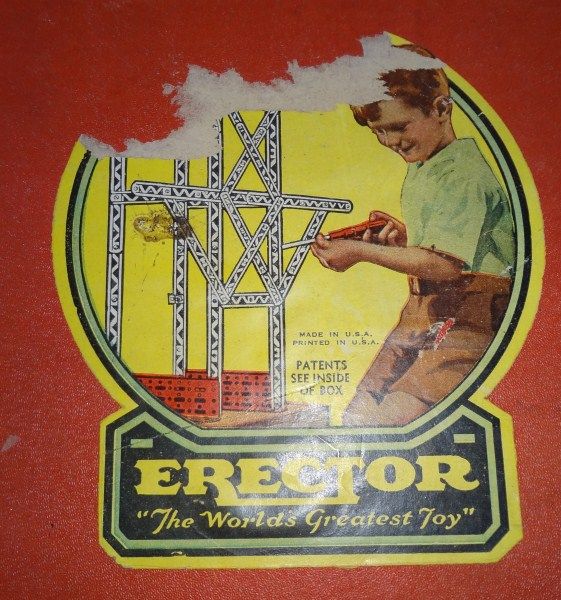 MADE IN U.S.A.
PRINTED IN U.S.A.
PATENTS
SEE INSIDE
OF BOX
ERECTOR
"The World's Greatest Toy"